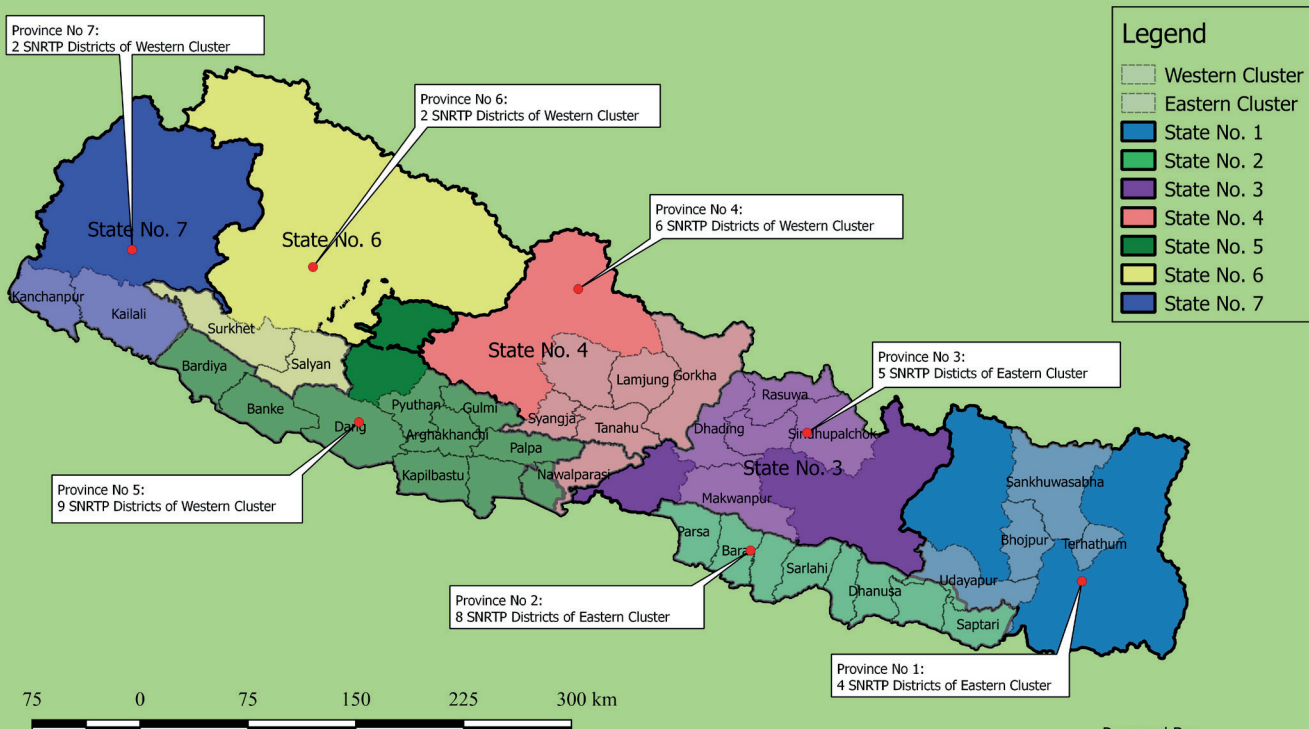 Province No 7:
2 SNRTP Districts of Western Cluster
Province No 6:
2 SNRTP Districts of Western Cluster
Province No 4:
6 SNRTP Districts of Western Cluster
Province No 3:
5 SNRTP Disticts of Eastern Cluster
Province No 5:
9 SNRTP Districts of Western Cluster
Province No 2:
8 SNRTP Districts of Eastern Cluster
Province No 1:
4 SNRTP Districts of Eastern Cluster
Legend
Western Cluster
Eastern Cluster
State No. 1
State No. 2
State No. 3
State No. 4
State No. 5
State No. 6
State No. 7
State No. 7
State No. 6
State No. 4
State No. 3
Kanchanpur
Kailali
Surkhet
Salyan
Bardiya
Banke
Dang
Pyuthan
Gulmi
Arghakhanchi
Palpa
Kapilbastu
Nawalparasi
Syangja
Tanahu
Lamjung
Gorkha
Rasuwa
Dhading
Sindhupalchok
Makwanpur
Parsa
Bara
Sarlahi
Dhanusa
Saptari
Udayapur
Sankhuwasabha
Bhojpur
Terhathum
75 0 75 150 225 300 km